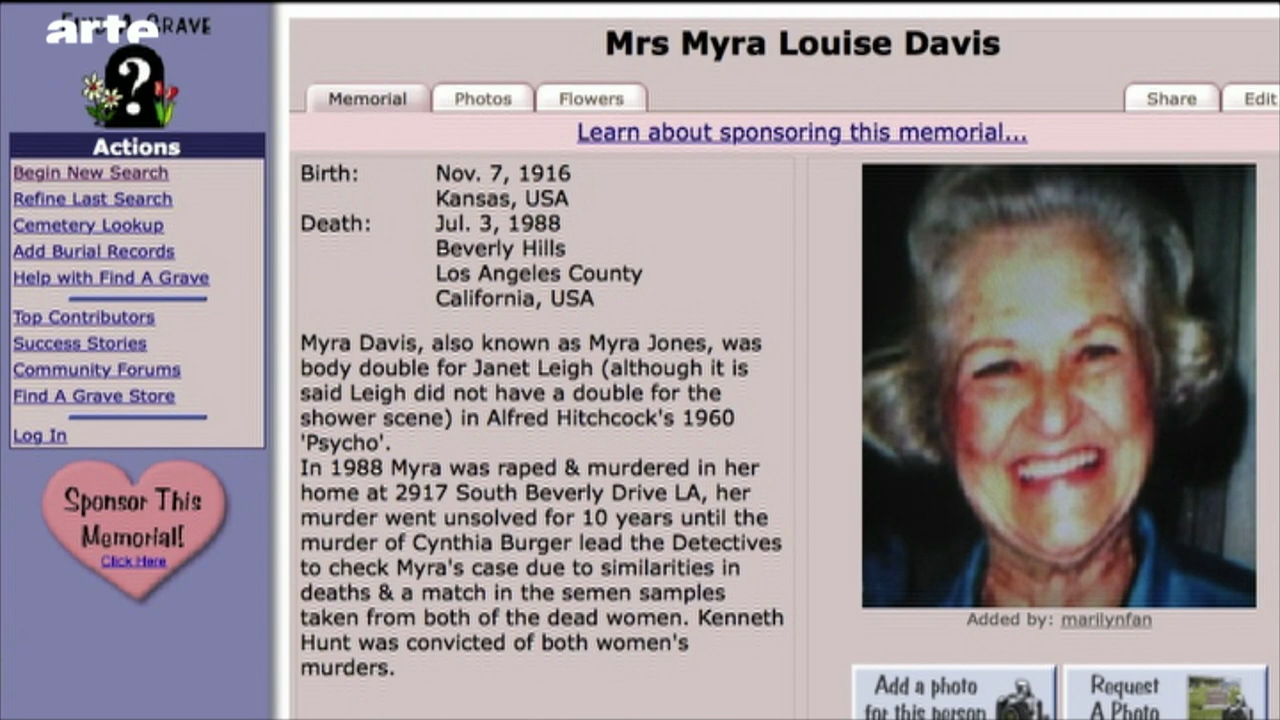 FIND A GRAVE
arte
?
Actions
Begin New Search
Refine Last Search
Cemetery Lookup
Add Burial Records
Help with Find A Grave
Top Contributors
Success Stories
Community Forums
Find A Grave Store
Log In
Sponsor This
Memorial!
Click Here
Mrs Myra Louise Davis
Memorial
Photos
Flowers
Share
Edit
Learn about sponsoring this memorial...
Birth: Nov. 7, 1916
Kansas, USA
Death: Jul. 3, 1988
Beverly Hills
Los Angeles County
California, USA
Myra Davis, also known as Myra Jones, was
body double for Janet Leigh (although it is
said Leigh did not have a double for the
shower scene) in Alfred Hitchcock's 1960
'Psycho'.
In 1988 Myra was raped & murdered in her
home at 2917 South Beverly Drive LA, her
murder went unsolved for 10 years until the
murder of Cynthia Burger lead the Detectives
to check Myra's case due to similarities in
deaths & a match in the semen samples
taken from both of the dead women. Kenneth
Hunt was convicted of both women's
murders.
Added by: marilynfan
Add a photo
for this person
Request
A Photo